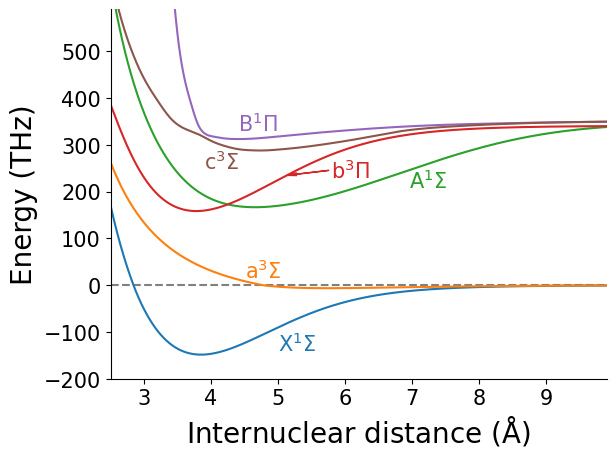 Energy (THz)
500
400
300
200
100
0
−100
−200
B¹Π
c³Σ
b³Π
A¹Σ
a³Σ
X¹Σ
3 4 5 6 7 8 9
Internuclear distance (Å)